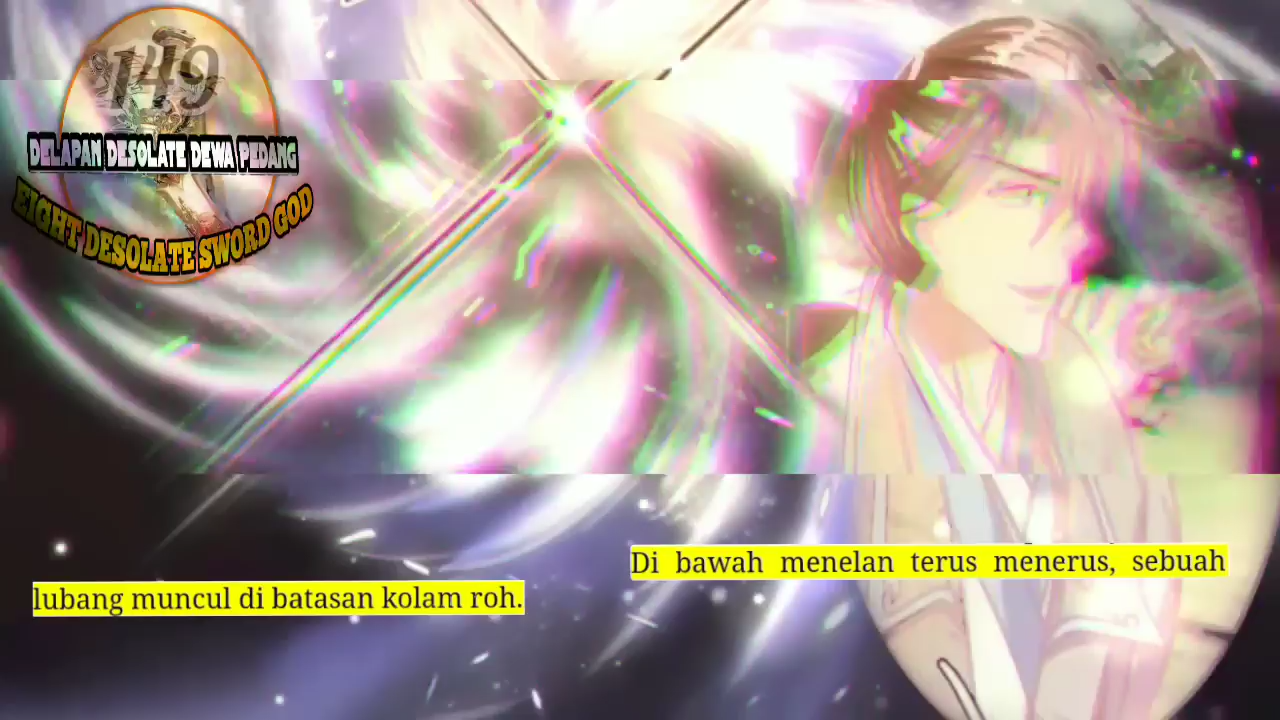 149
DELAPAN DESOLATE DEWA PEDANG
EIGHT DESOLATE SWORD GOD
Di bawah menelan terus menerus, sebuah
lubang muncul di batasan kolam roh.